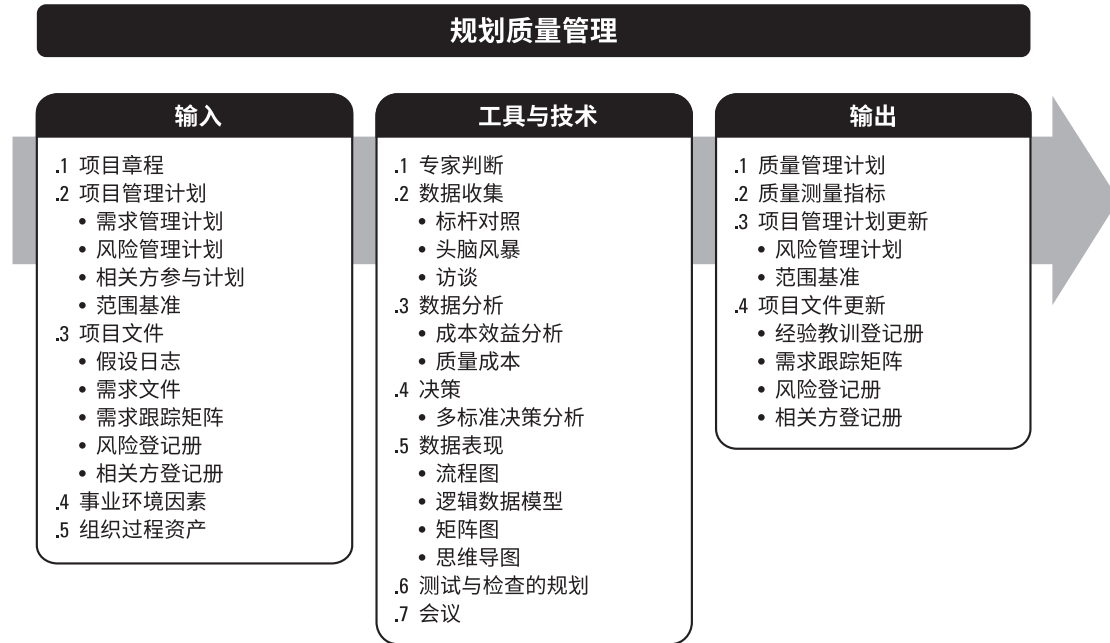 规划质量管理
输入
.1 项目章程
.2 项目管理计划
• 需求管理计划
• 风险管理计划
• 相关方参与计划
• 范围基准
.3 项目文件
• 假设日志
• 需求文件
• 需求跟踪矩阵
• 风险登记册
• 相关方登记册
.4 事业环境因素
.5 组织过程资产
工具与技术
.1 专家判断
.2 数据收集
• 标杆对照
• 头脑风暴
• 访谈
.3 数据分析
• 成本效益分析
• 质量成本
.4 决策
• 多标准决策分析
.5 数据表现
• 流程图
• 逻辑数据模型
• 矩阵图
• 思维导图
.6 测试与检查的规划
.7 会议
输出
.1 质量管理计划
.2 质量测量指标
.3 项目管理计划更新
• 风险管理计划
• 范围基准
.4 项目文件更新
• 经验教训登记册
• 需求跟踪矩阵
• 风险登记册
• 相关方登记册